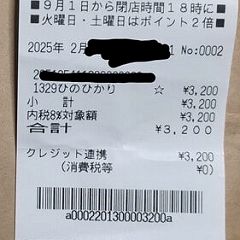 ■９月１日から閉店時間１８時に
※火曜日・土曜日はポイント２倍
2025年 2月 1 No:0002
1329ひのひかり ☆ ¥3,200
小 計 ¥3,200
内税8%対象額 ¥3,200
合計 ¥3,200
クレジット連携 ¥3,200
(消費税等 ¥0)
a0002201300003200a